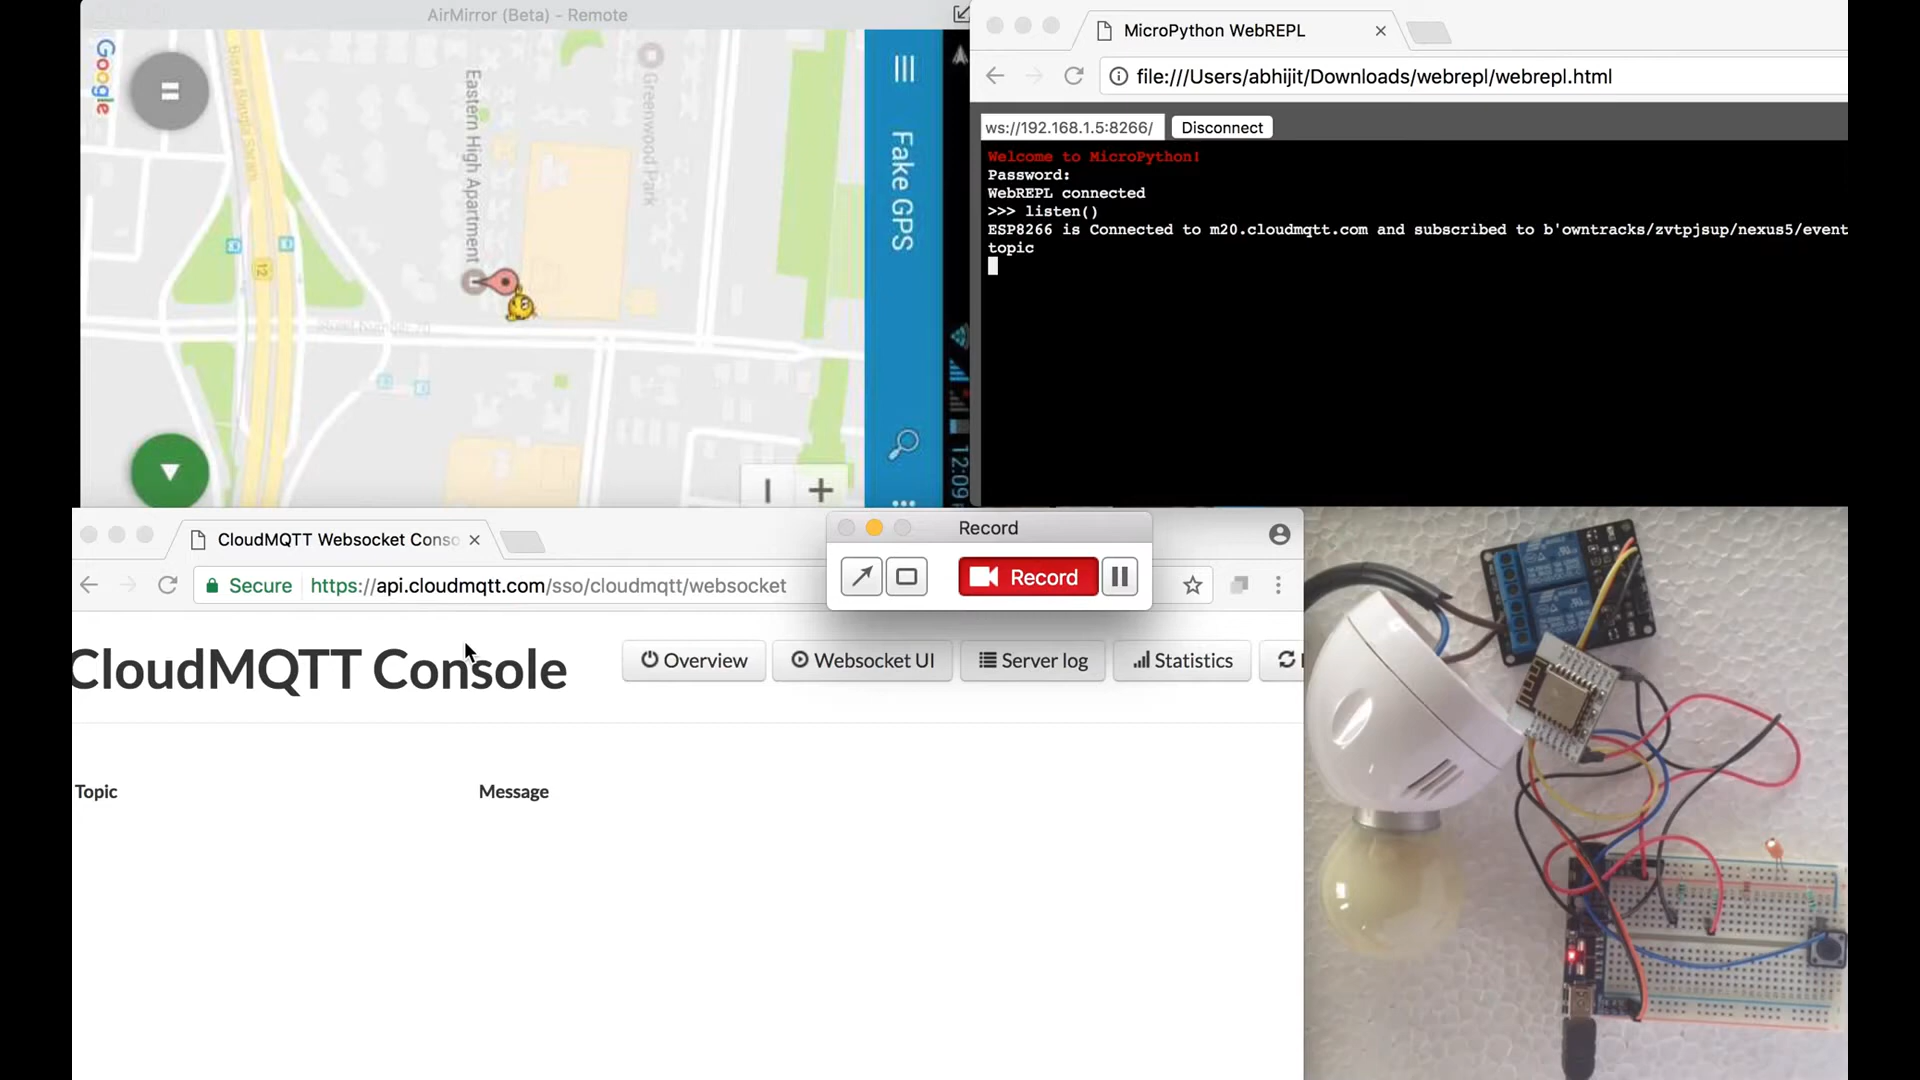 AirMirror (Beta) - Remote
Google
Eastern High Apartment
Greenwood Park
12
Fake GPS
12:09
MicroPython WebREPL
file:///Users/abhijit/Downloads/webrepl/webrepl.html
ws://192.168.1.5:8266/
Disconnect
Welcome to MicroPython!
Password:
WebREPL connected
>>> listen()
ESP8266 is Connected to m20.cloudmqtt.com and subscribed to b'owntracks/zvtpjsup/nexus5/event
topic
CloudMQTT Websocket Conso
Record
Record
Secure
https://api.cloudmqtt.com/sso/cloudmqtt/websocket
CloudMQTT Console
Overview
Websocket UI
Server log
Statistics
Topic
Message